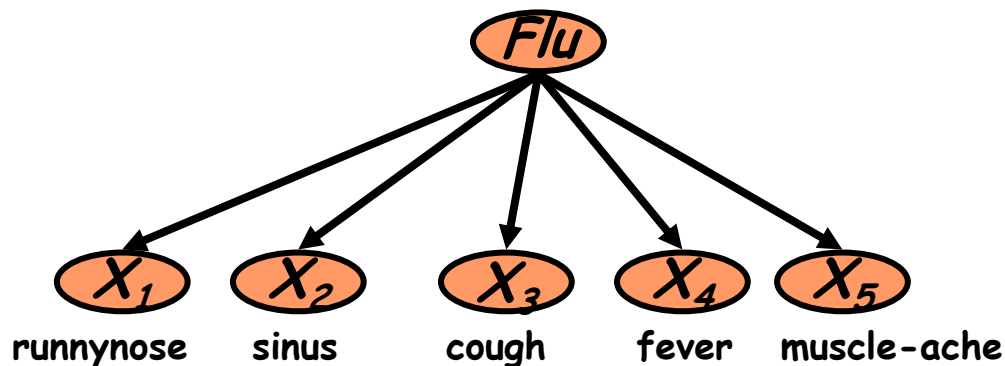 Flu
X₁ X₂ X₃ X₄ X₅
runnynose sinus cough fever muscle-ache